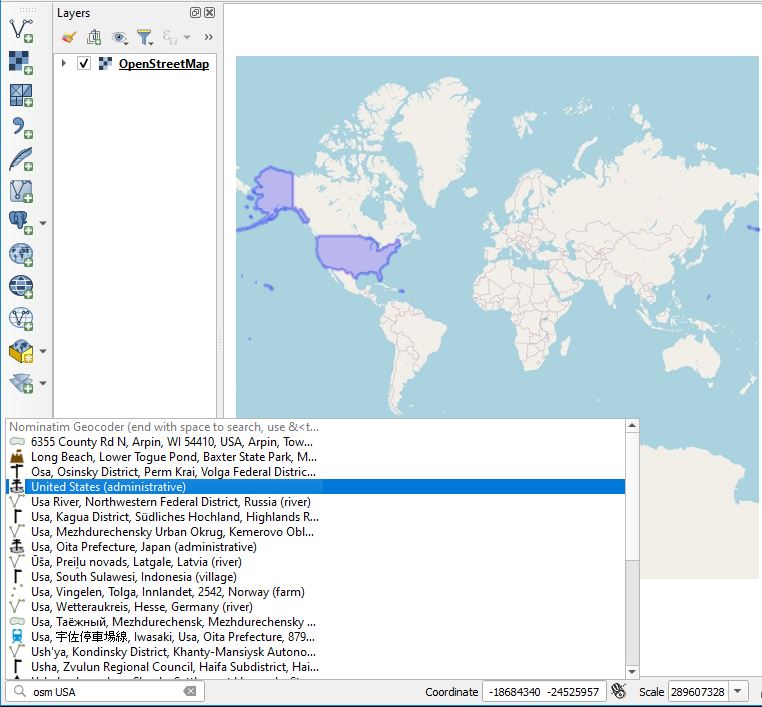 Layers
OpenStreetMap
Nominatim Geocoder (end with space to search, use &<t...
6355 County Rd N, Arpin, WI 54410, USA, Arpin, Tow...
Long Beach, Lower Togue Pond, Baxter State Park, M...
Osa, Osinsky District, Perm Krai, Volga Federal Distric...
United States (administrative)
Usa River, Northwestern Federal District, Russia (river)
Usa, Kagua District, Südliches Hochland, Highlands R...
Usa, Mezhdurechensky Urban Okrug, Kemerovo Obl...
Usa, Oita Prefecture, Japan (administrative)
Ūša, Preiļu novads, Latgale, Latvia (river)
Usa, South Sulawesi, Indonesia (village)
Usa, Vingelen, Tolga, Innlandet, 2542, Norway (farm)
Usa, Wetteraukreis, Hesse, Germany (river)
Usa, Таёжный, Mezhdurechensk, Mezhdurechensky ...
Usa, 宇佐停車場線, Iwasaki, Usa, Oita Prefecture, 879...
Ush'ya, Kondinsky District, Khanty-Mansiysk Autono...
Usha, Zvulun Regional Council, Haifa Subdistrict, Hai...
osm USA
Coordinate
-18684340 -24525957
Scale
289607328